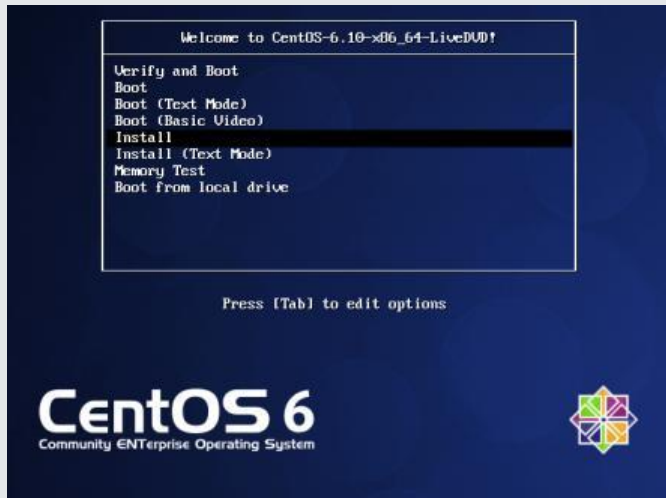 Welcome to CentOS-6.10-x86_64-LiveDVD!
Verify and Boot
Boot
Boot (Text Mode)
Boot (Basic Video)
Install
Install (Text Mode)
Memory Test
Boot from local drive
Press [Tab] to edit options
CentOS 6
Community ENTerprise Operating System